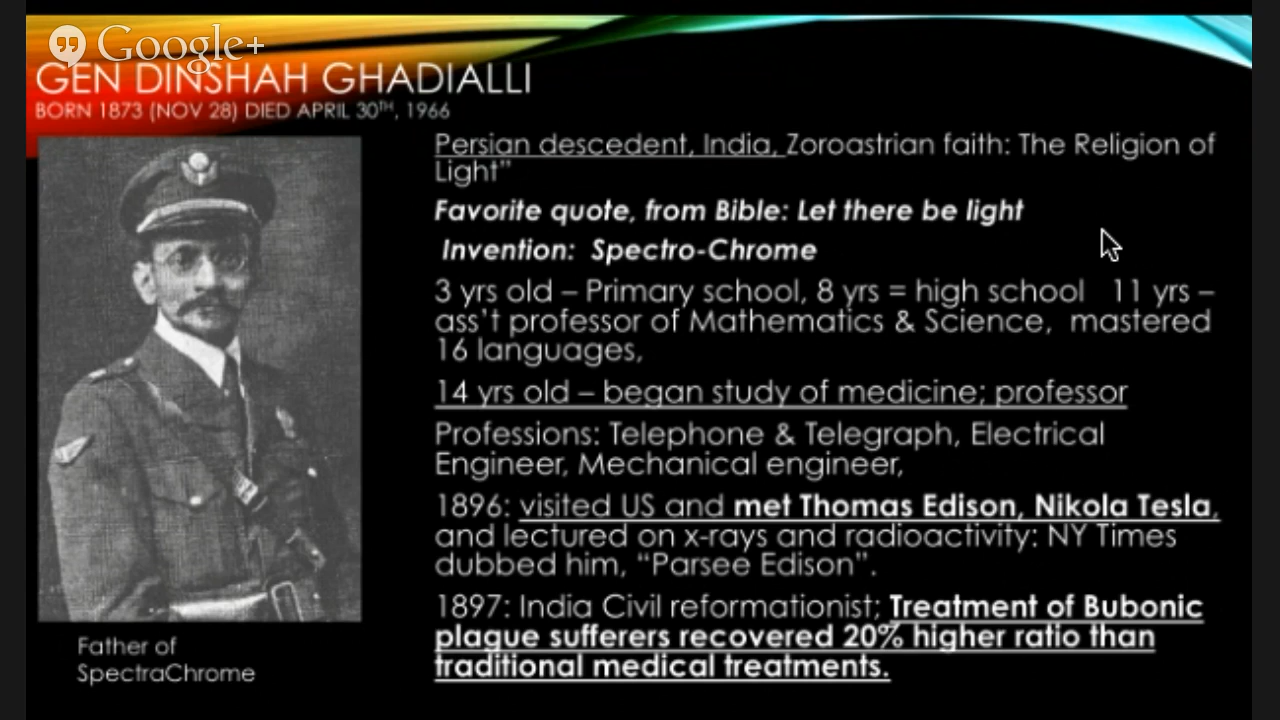 Google+
GEN DINSHAH GHADIALLI
BORN 1873 (NOV 28) DIED APRIL 30TH, 1966
Persian descedent, India, Zoroastrian faith: The Religion of
Light”
Favorite quote, from Bible: Let there be light
Invention: Spectro-Chrome
3 yrs old – Primary school, 8 yrs = high school 11 yrs –
ass’t professor of Mathematics & Science, mastered
16 languages,
14 yrs old – began study of medicine; professor
Professions: Telephone & Telegraph, Electrical
Engineer, Mechanical engineer,
1896: visited US and met Thomas Edison, Nikola Tesla,
and lectured on x-rays and radioactivity: NY Times
dubbed him, “Parsee Edison”.
1897: India Civil reformationist; Treatment of Bubonic
plague sufferers recovered 20% higher ratio than
traditional medical treatments.
Father of
SpectraChrome